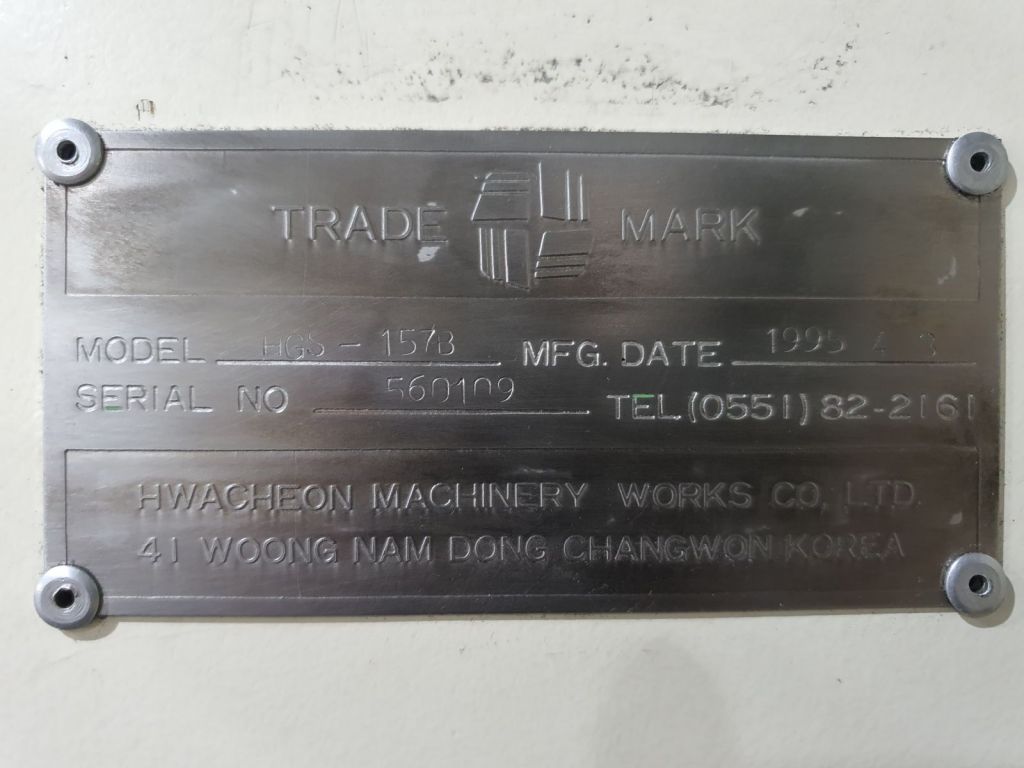 TRADE MARK
MODEL HGS-157B MFG. DATE 1995 4 3
SERIAL NO 560109 TEL (0551) 82-2161
HWACHEON MACHINERY WORKS CO, LTD.
41 WOONG NAM DONG CHANGWON KOREA